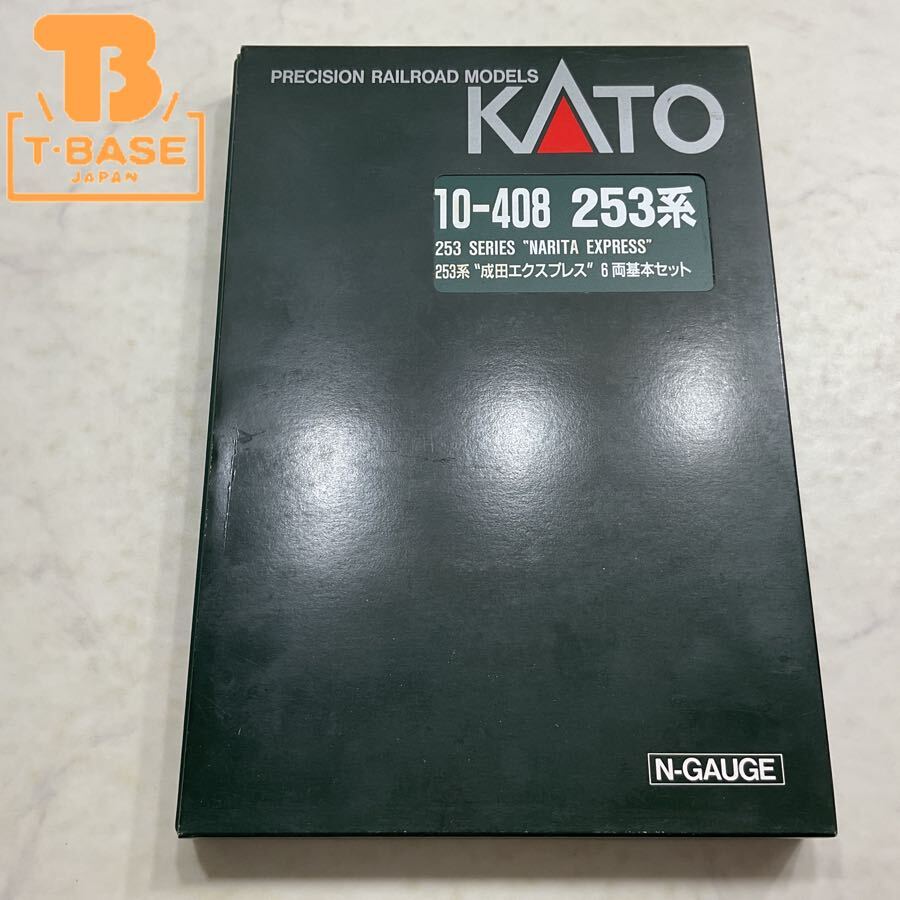 B
T·BASE
JAPAN
PRECISION RAILROAD MODELS
KATO
10-408 253系
253 SERIES "NARITA EXPRESS"
253系 "成田エクスプレス" 6両基本セット
N-GAUGE